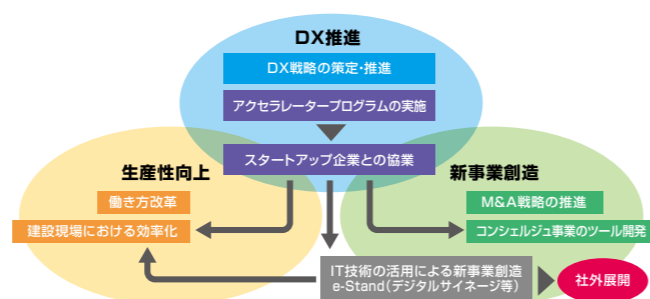 DX推進
DX戦略の策定・推進
アクセラレータープログラムの実施
スタートアップ企業との協業
生産性向上
働き方改革
建設現場における効率化
新事業創造
M&A戦略の推進
コンシェルジュ事業のツール開発
IT技術の活用による新事業創造
e-Stand(デジタルサイネージ等)
社外展開